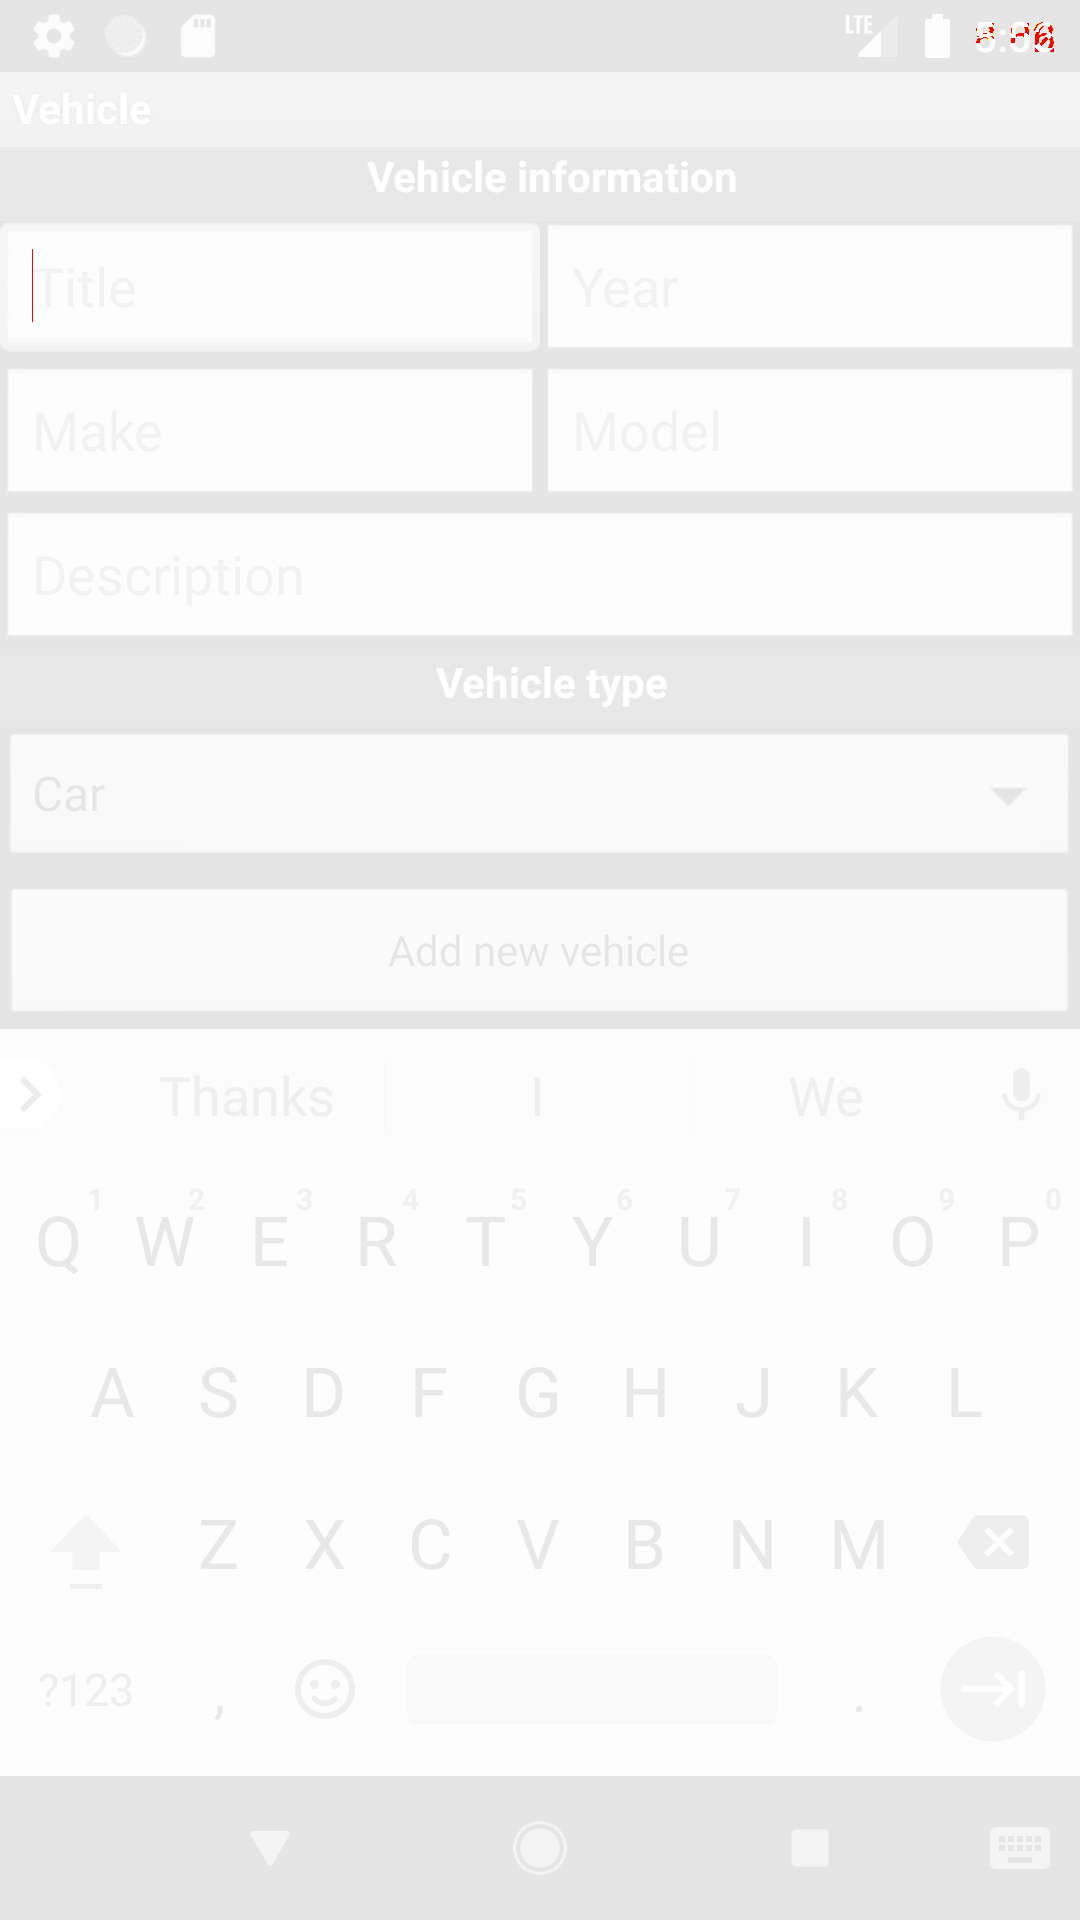 LTE
Vehicle
Vehicle information
Title Year
Make Model
Description
Vehicle type
Car
Add new vehicle
Thanks I We
1 2 3 4 5 6 7 8 9 0
Q W E R T Y U I O P
A S D F G H J K L
Z X C V B N M
?123 , .